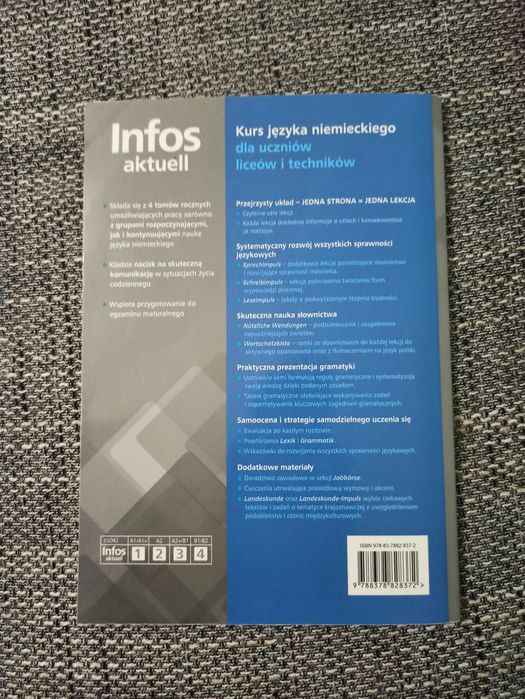 Infos
aktuell
Składa się z 4 tomów rocznych
umożliwiających pracę zarówno
z grupami rozpoczynającymi,
jak i kontynuującymi naukę
języka niemieckiego
Kładzie nacisk na skuteczną
komunikację w sytuacjach życia
codziennego
Wspiera przygotowanie do
egzaminu maturalnego
ESOKJ A1/A1+ A2 A2+/B1 B1/B2
Infos aktuell 1 2 3 4
Kurs języka niemieckiego
dla uczniów
liceów i techników
Przejrzysty układ – JEDNA STRONA = JEDNA LEKCJA
Czytelne cele lekcji.
Każda lekcja dokładnie informuje o celach i konsekwentnie
je realizuje.
Systematyczny rozwój wszystkich sprawności
językowych
Sprechimpuls – dodatkowe lekcje poszerzające słownictwo
i rozwijające sprawność mówienia.
Schreibimpuls – sekcja poświęcona tworzeniu form
wypowiedzi pisemnej.
Leseimpuls – teksty o podwyższonym stopniu trudności.
Skuteczna nauka słownictwa
Nützliche Wendungen – podsumowanie i uzupełnienie
najważniejszych zwrotów.
Wortschatzkiste – ramki ze słownictwem do każdej lekcji do
aktywnego opanowania wraz z tłumaczeniami na język polski.
Praktyczna prezentacja gramatyki
Uczniowie sami formułują reguły gramatyczne i systematyzują
swoją wiedzę dzięki podanym zasadom.
Tabele gramatyczne ułatwiające wykonywanie zadań
i zapamiętywanie kluczowych zagadnień gramatycznych.
Samoocena i strategie samodzielnego uczenia się
Ewaluacja po każdym rozdziale.
Powtórzenia Lexik i Grammatik.
Wskazówki do rozwijania wszystkich sprawności językowych.
Dodatkowe materiały
Doradztwo zawodowe w sekcji Jobbörse.
Ćwiczenia utrwalające prawidłową wymowę i akcent.
Landeskunde oraz Landeskunde-Impuls wybór ciekawych
tekstów i zadań o tematyce krajoznawczej z uwzględnieniem
podobieństw i różnic międzykulturowych.
ISBN 978-83-7882-837-2
9 788378 828372 >